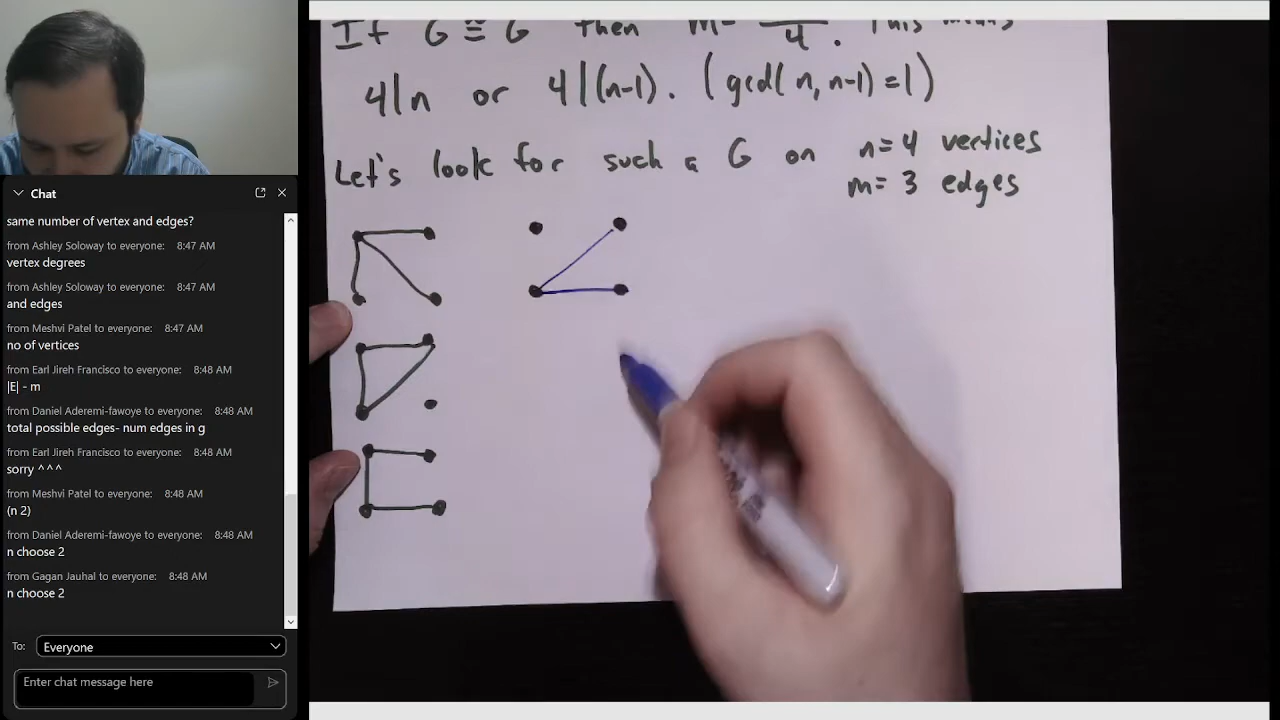 Chat
same number of vertex and edges?
from Ashley Soloway to everyone: 8:47 AM
vertex degrees
from Ashley Soloway to everyone: 8:47 AM
and edges
from Meshvi Patel to everyone: 8:47 AM
no of vertices
from Earl Jireh Francisco to everyone: 8:48 AM
|E| - m
from Daniel Aderemi-fawoye to everyone: 8:48 AM
total possible edges- num edges in g
from Earl Jireh Francisco to everyone: 8:48 AM
sorry ^^^
from Meshvi Patel to everyone: 8:48 AM
(n 2)
from Daniel Aderemi-fawoye to everyone: 8:48 AM
n choose 2
from Gagan Jauhal to everyone: 8:48 AM
n choose 2
To: Everyone
Enter chat message here
If G ≅ G then m= /4. This means
4|n or 4|(n-1). (gcd(n, n-1) = 1)
Let's look for such a G on n=4 vertices
m= 3 edges